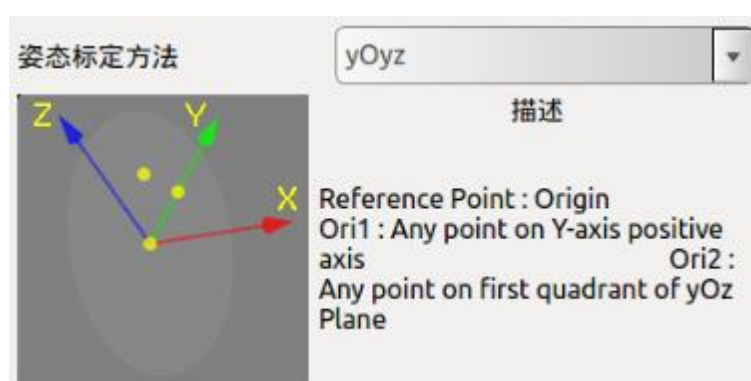 姿态标定方法
yOyz
描述
Z
Y
X
Reference Point : Origin
Ori1 : Any point on Y-axis positive
axis Ori2 :
Any point on first quadrant of yOz
Plane